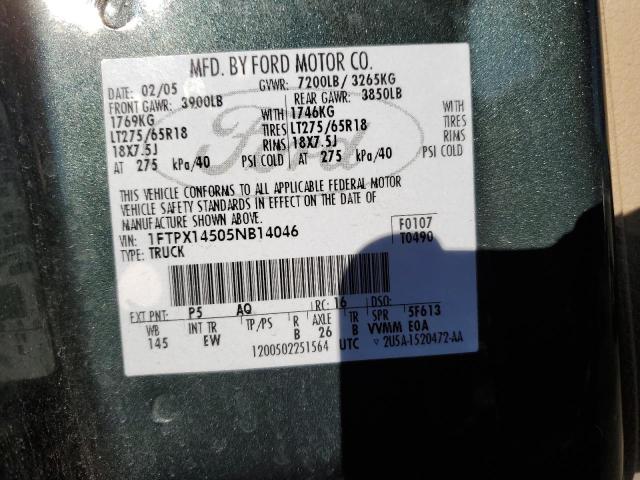 MFD. BY FORD MOTOR CO.
DATE: 02/05 GVWR: 7200LB/ 3265KG
FRONT GAWR: 3900LB REAR GAWR: 3850LB
1769KG WITH 1746KG WITH
LT275/65R18 TIRES LT275/65R18 TIRES
18X7.5J RIMS 18X7.5J RIMS
AT 275 kPa/40 PSI COLD AT 275 kPa/40 PSI COLD
Ford
THIS VEHICLE CONFORMS TO ALL APPLICABLE FEDERAL MOTOR
VEHICLE SAFETY STANDARDS IN EFFECT ON THE DATE OF
MANUFACTURE SHOWN ABOVE.
VIN: 1FTPX14505NB14046 F0107
TYPE: TRUCK T0490
EXT PNT: P5 AQ RC: 16 DSO:
WB INT TR TP/PS R AXLE TR SPR 5F613
145 EW B 26 B VVMM E0A
1200502251564 UTC ▽ 2U5A-1520472-AA